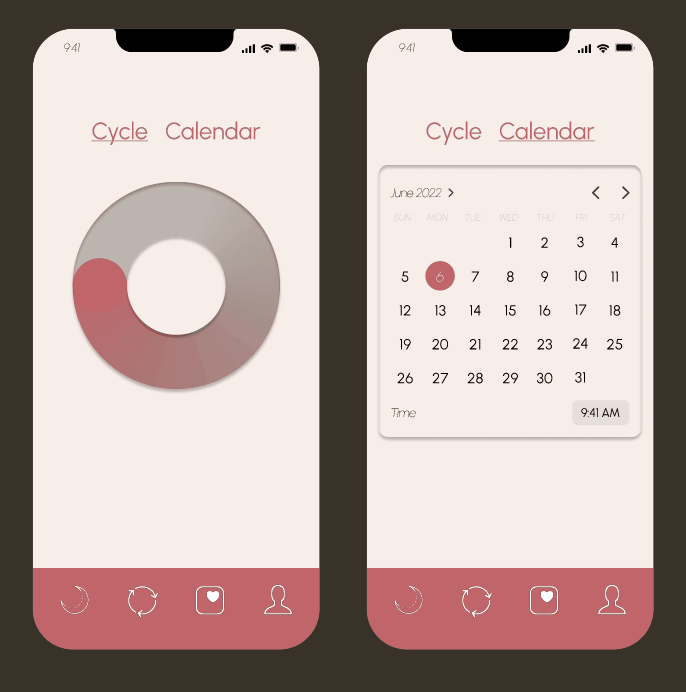 9:41
Cycle Calendar
9:41
Cycle Calendar
June 2022
SUN MON TUE WED THU FRI SAT
1 2 3 4
5 6 7 8 9 10 11
12 13 14 15 16 17 18
19 20 21 22 23 24 25
26 27 28 29 30 31
Time 9:41 AM